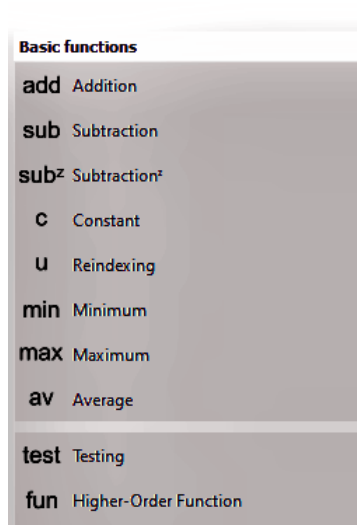 Basic functions
add Addition
sub Subtraction
subᶻ Subtractionᶻ
c Constant
u Reindexing
min Minimum
max Maximum
av Average
test Testing
fun Higher-Order Function